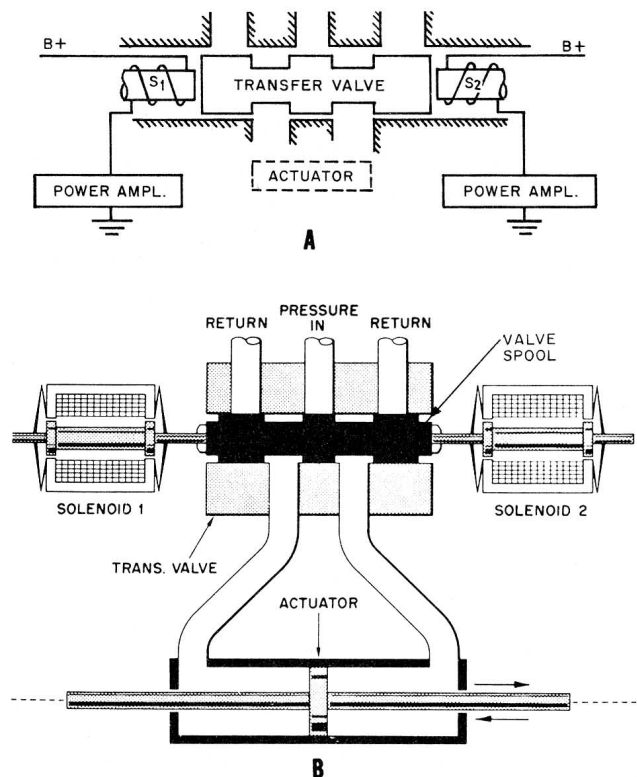 B+
B+
S1
TRANSFER VALVE
S2
POWER AMPL.
ACTUATOR
POWER AMPL.
A
PRESSURE
RETURN
IN
RETURN
VALVE
SPOOL
SOLENOID 1
SOLENOID 2
TRANS. VALVE
ACTUATOR
B